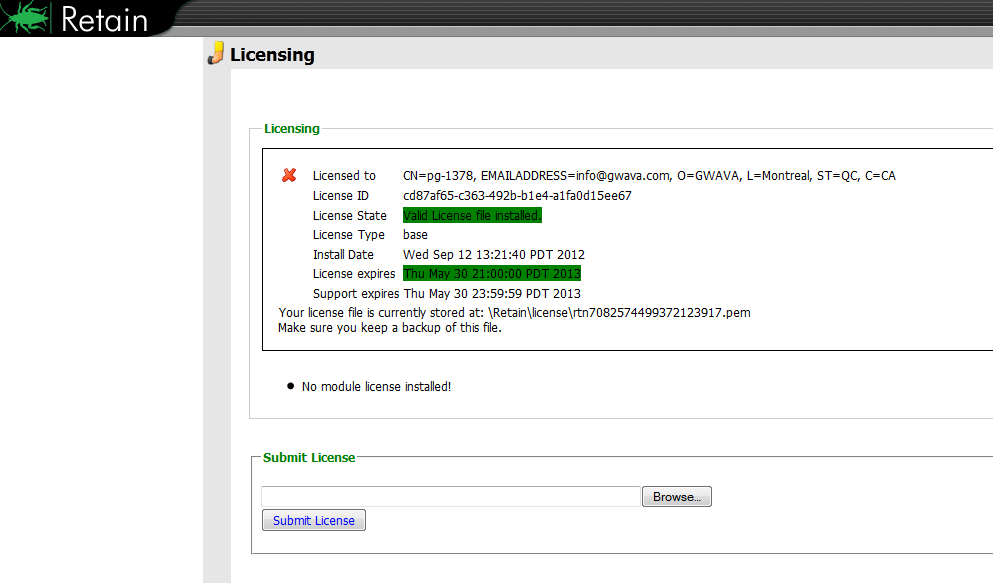 Retain
Licensing
Licensing
Licensed to CN=pg-1378, EMAILADDRESS=info@gwava.com, O=GWAVA, L=Montreal, ST=QC, C=CA
License ID cd87af65-c363-492b-b1e4-a1fa0d15ee67
License State Valid License file installed.
License Type base
Install Date Wed Sep 12 13:21:40 PDT 2012
License expires Thu May 30 21:00:00 PDT 2013
Support expires Thu May 30 23:59:59 PDT 2013
Your license file is currently stored at: \Retain\license\rtn7082574499372123917.pem
Make sure you keep a backup of this file.
No module license installed!
Submit License
Browse...
Submit License